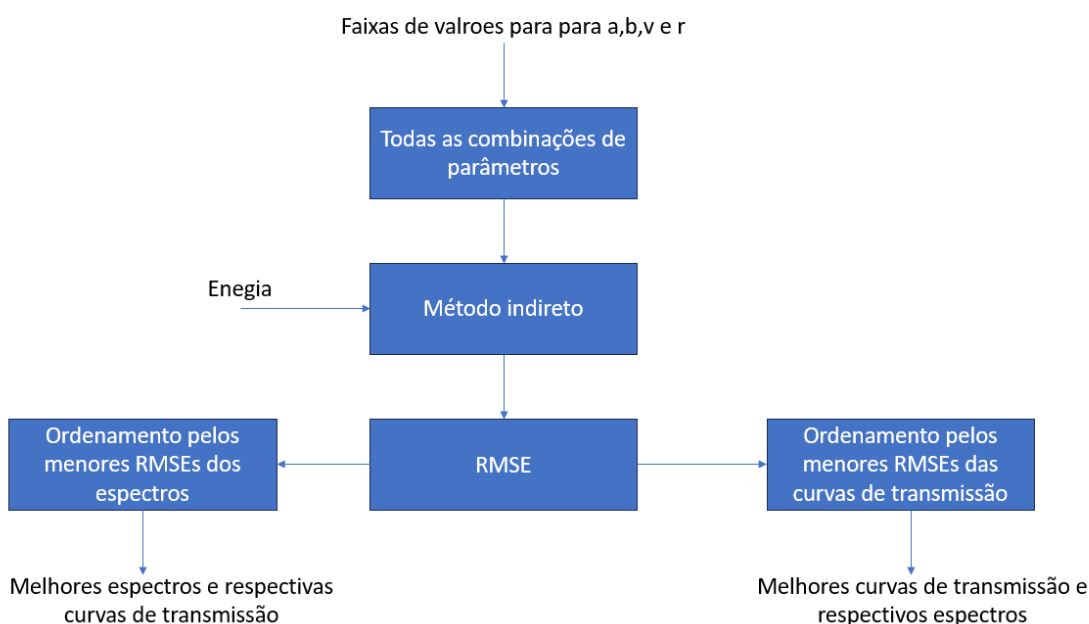 Faixas de valroes para para a,b,v e r
Todas as combinações de
parâmetros
Enegia
Método indireto
Ordenamento pelos
menores RMSEs dos
espectros
RMSE
Ordenamento pelos
menores RMSEs das
curvas de transmissão
Melhores espectros e respectivas
curvas de transmissão
Melhores curvas de transmissão e
respectivos espectros